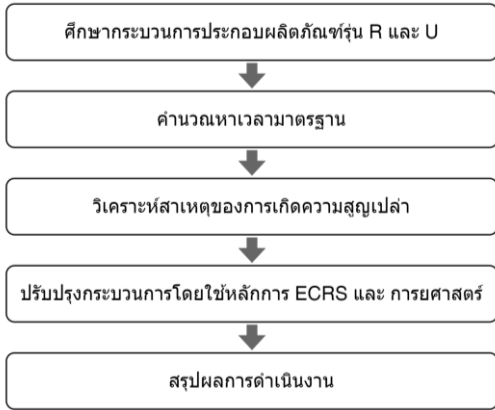 ศึกษากระบวนการประกอบผลิตภัณฑ์รุ่น R และ U
คำนวณหาเวลามาตรฐาน
วิเคราะห์สาเหตุของการเกิดความสูญเปล่า
ปรับปรุงกระบวนการโดยใช้หลักการ ECRS และ การยศาสตร์
สรุปผลการดำเนินงาน